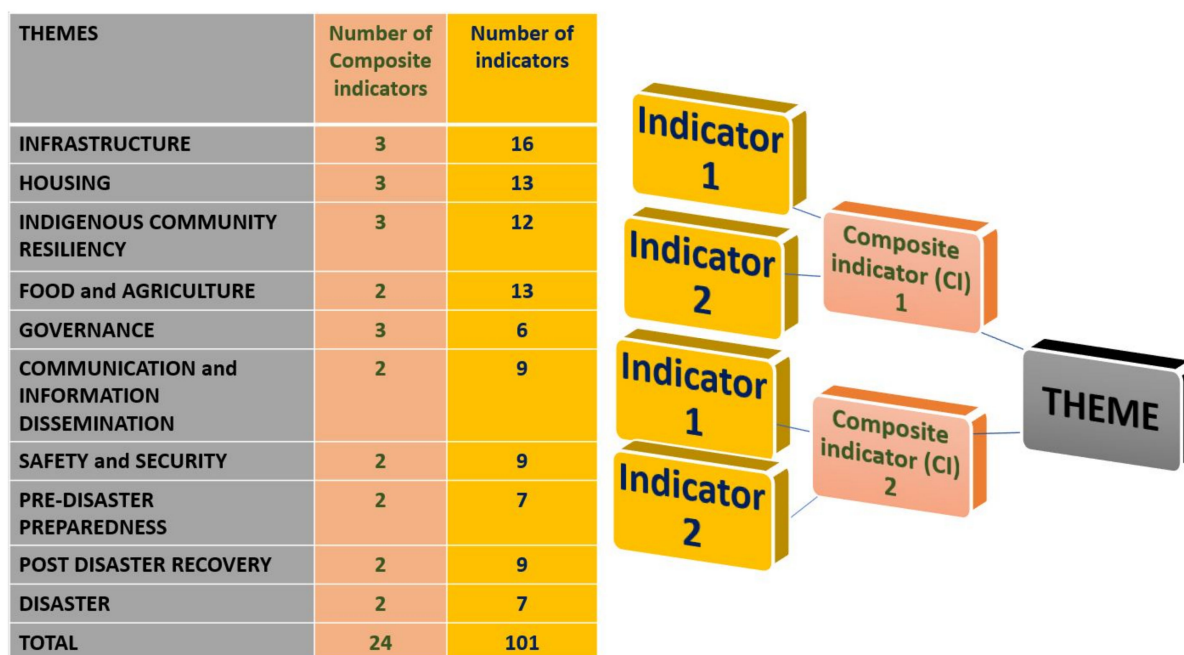 THEMES
Number of
Composite
indicators
Number of
indicators
INFRASTRUCTURE 3 16
HOUSING 3 13
INDIGENOUS COMMUNITY 3 12
RESILIENCY
FOOD and AGRICULTURE 2 13
GOVERNANCE 3 6
COMMUNICATION and 2 9
INFORMATION
DISSEMINATION
SAFETY and SECURITY 2 9
PRE-DISASTER 2 7
PREPAREDNESS
POST DISASTER RECOVERY 2 9
DISASTER 2 7
TOTAL 24 101
Indicator
1
Indicator
2
Composite
indicator (CI)
1
Indicator
1
Indicator
2
Composite
indicator (CI)
2
THEME